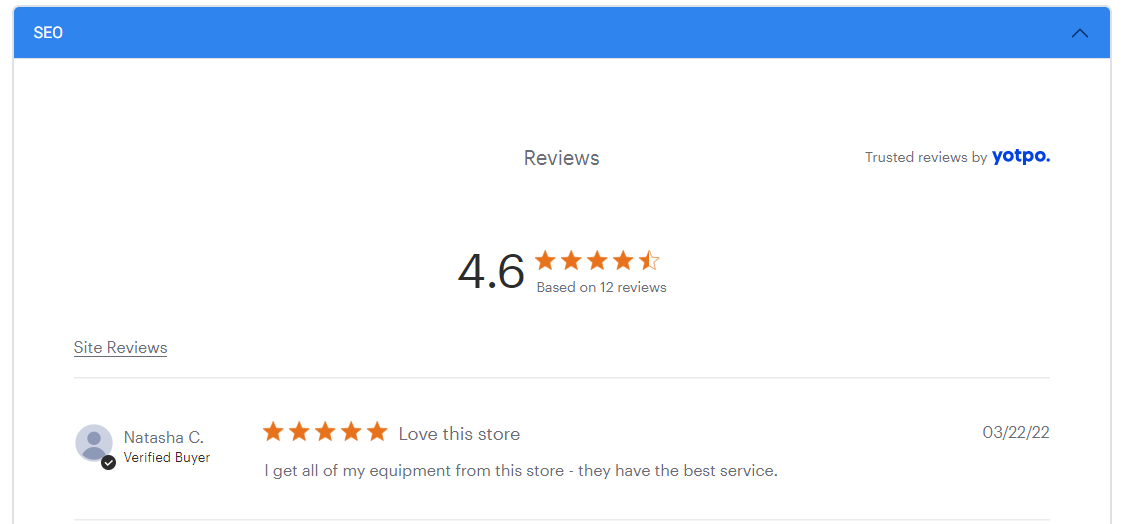 SEO
Reviews
Trusted reviews by yotpo.
4.6
Based on 12 reviews
Site Reviews
Natasha C.
Verified Buyer
Love this store
03/22/22
I get all of my equipment from this store - they have the best service.